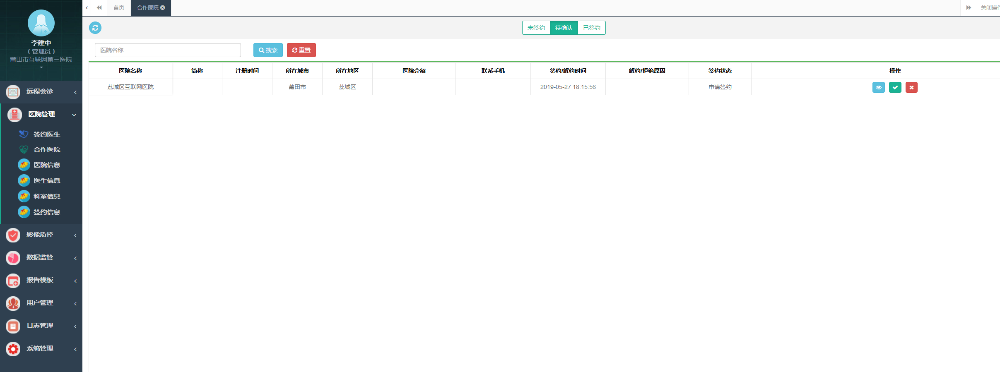 李建中
（管理员）
莆田市互联网第三医院
远程会诊
医院管理
签约医生
合作医院
医院信息
医生信息
科室信息
签约信息
影像质控
数据监管
报告模板
用户管理
日志管理
系统管理
首页 合作医院 关闭操作
未签约 待确认 已签约
医院名称 搜索 重置
医院名称 简称 注册时间 所在城市 所在地区 医院介绍 联系手机 签约/解约时间 解约/拒绝原因 签约状态 操作
荔城区互联网医院 莆田市 荔城区 2019-05-27 18:15:56 申请签约